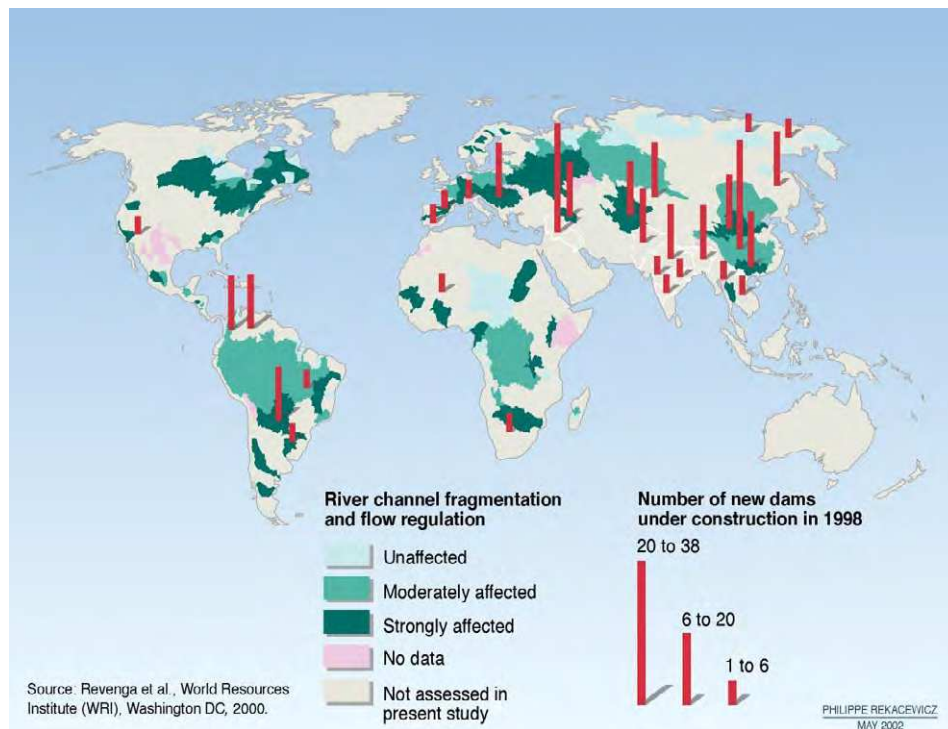 River channel fragmentation
and flow regulation
Unaffected
Moderately affected
Strongly affected
No data
Not assessed in
present study
Number of new dams
under construction in 1998
20 to 38
6 to 20
1 to 6
Source: Revenga et al., World Resources
Institute (WRI), Washington DC, 2000.
PHILIPPE REKACEWICZ
MAY 2002